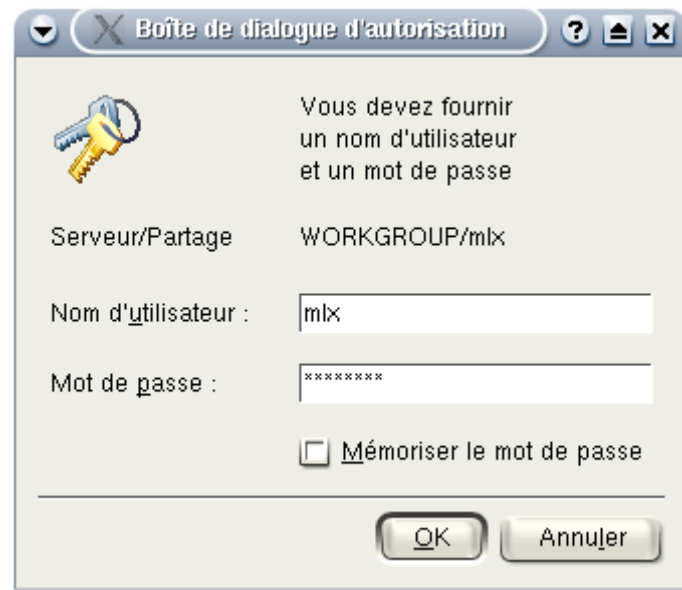 Boîte de dialogue d'autorisation
Vous devez fournir
un nom d'utilisateur
et un mot de passe
Serveur/Partage WORKGROUP/mlx
Nom d'utilisateur : mlx
Mot de passe : ********
Mémoriser le mot de passe
OK Annuler